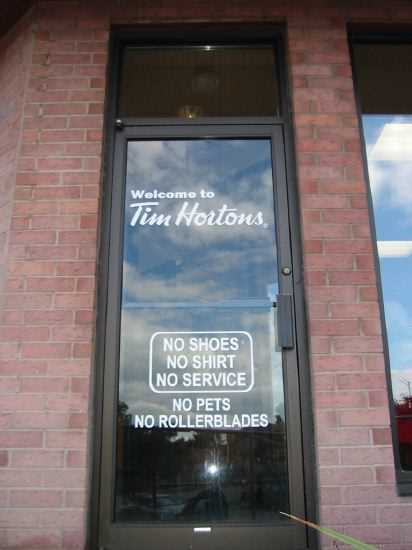 Welcome to
Tim Hortons
NO SHOES
NO SHIRT
NO SERVICE
NO PETS
NO ROLLERBLADES